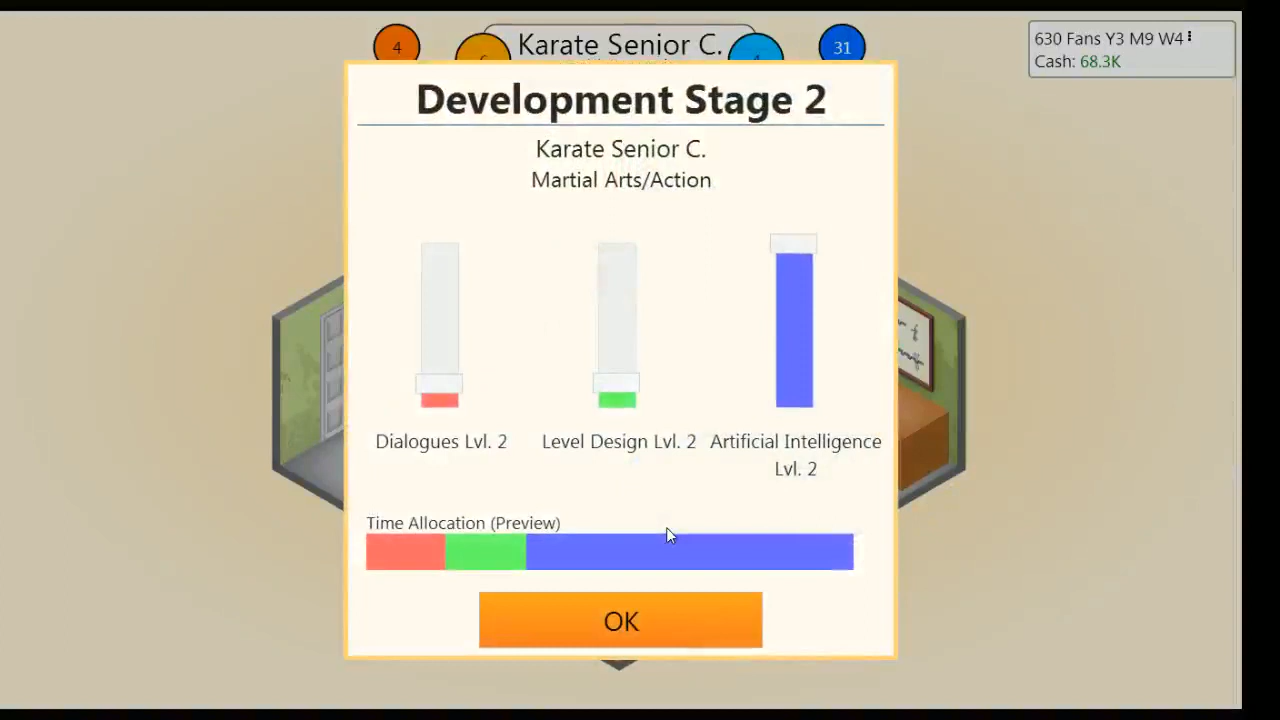 4
Karate Senior C.
31
630 Fans Y3 M9 W4
Cash: 68.3K
Development Stage 2
Karate Senior C.
Martial Arts/Action
Dialogues Lvl. 2
Level Design Lvl. 2
Artificial Intelligence
Lvl. 2
Time Allocation (Preview)
OK